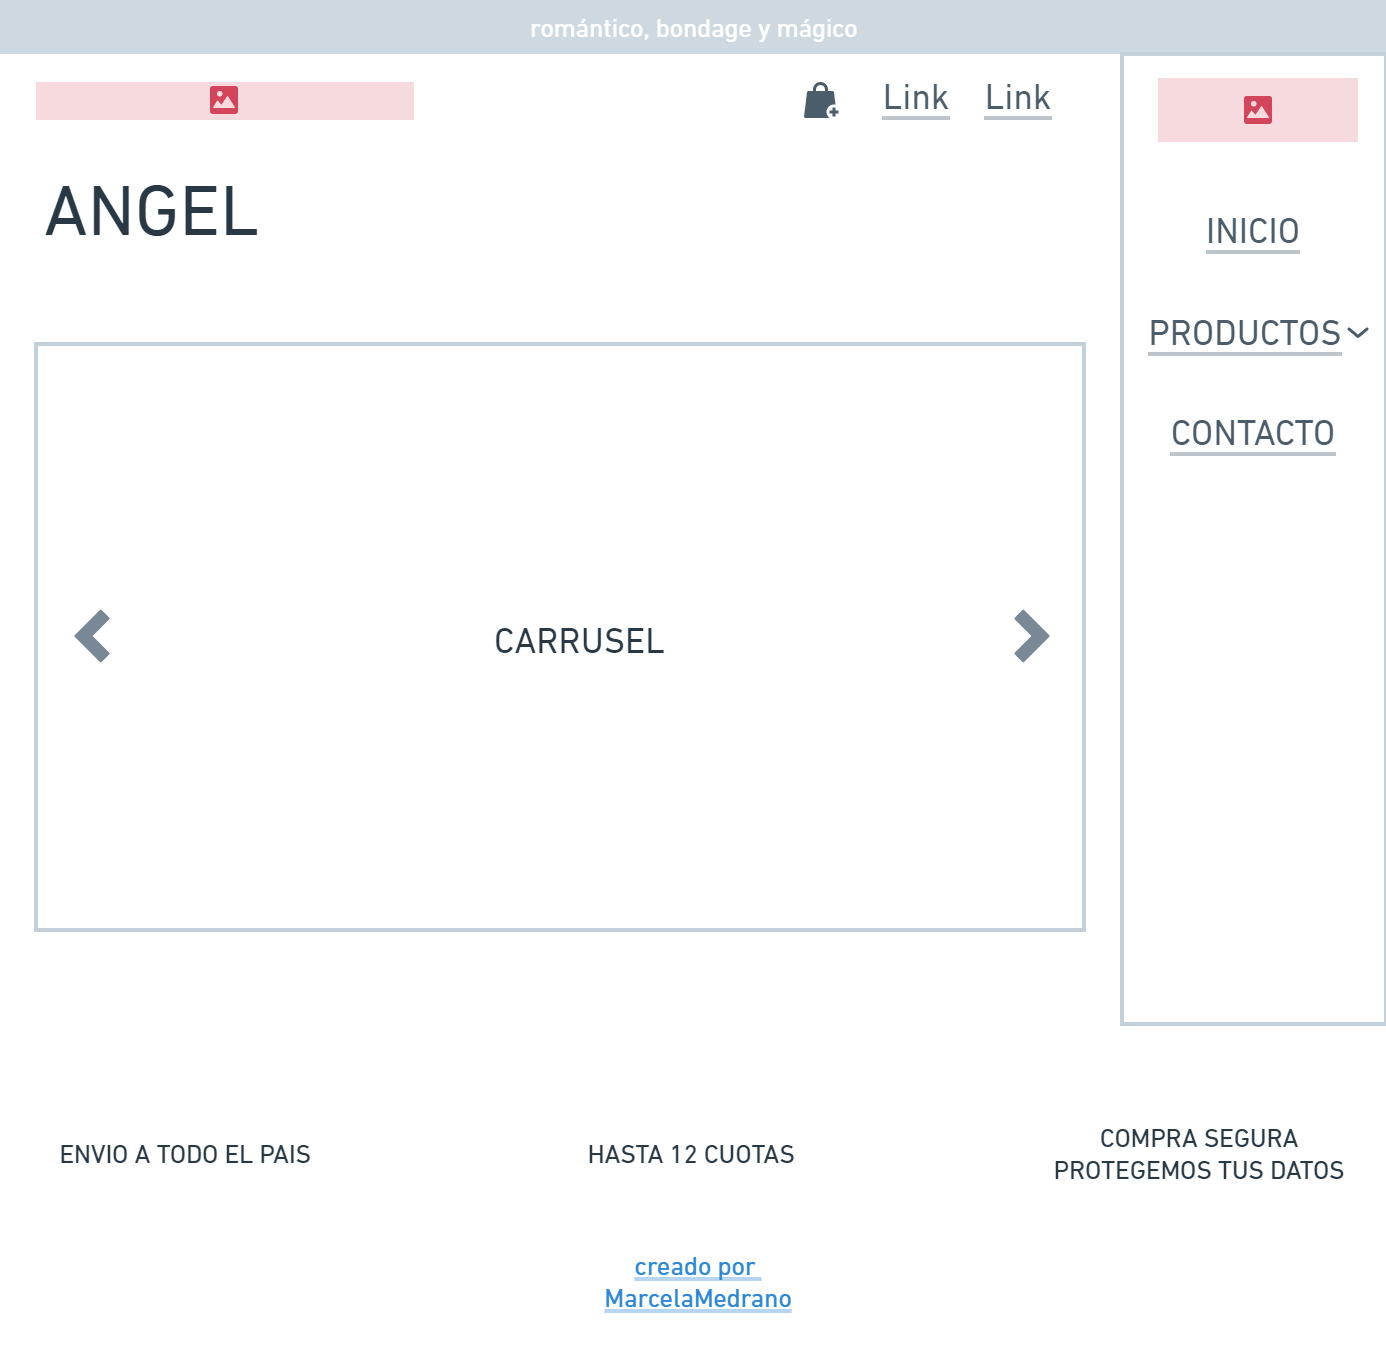 romántico, bondage y mágico
Link Link
ANGEL
INICIO
PRODUCTOS
CONTACTO
CARRUSEL
ENVIO A TODO EL PAIS
HASTA 12 CUOTAS
COMPRA SEGURA
PROTEGEMOS TUS DATOS
creado por
MarcelaMedrano